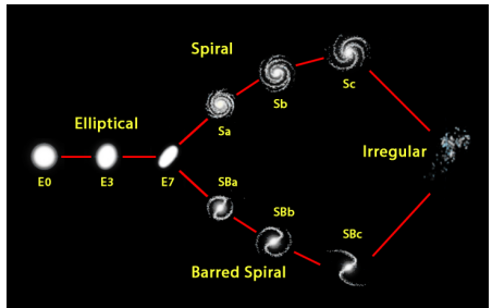 Spiral
Sc
Sb
Sa
Elliptical
Irregular
E0
E3
E7
SBa
SBb
SBc
Barred Spiral